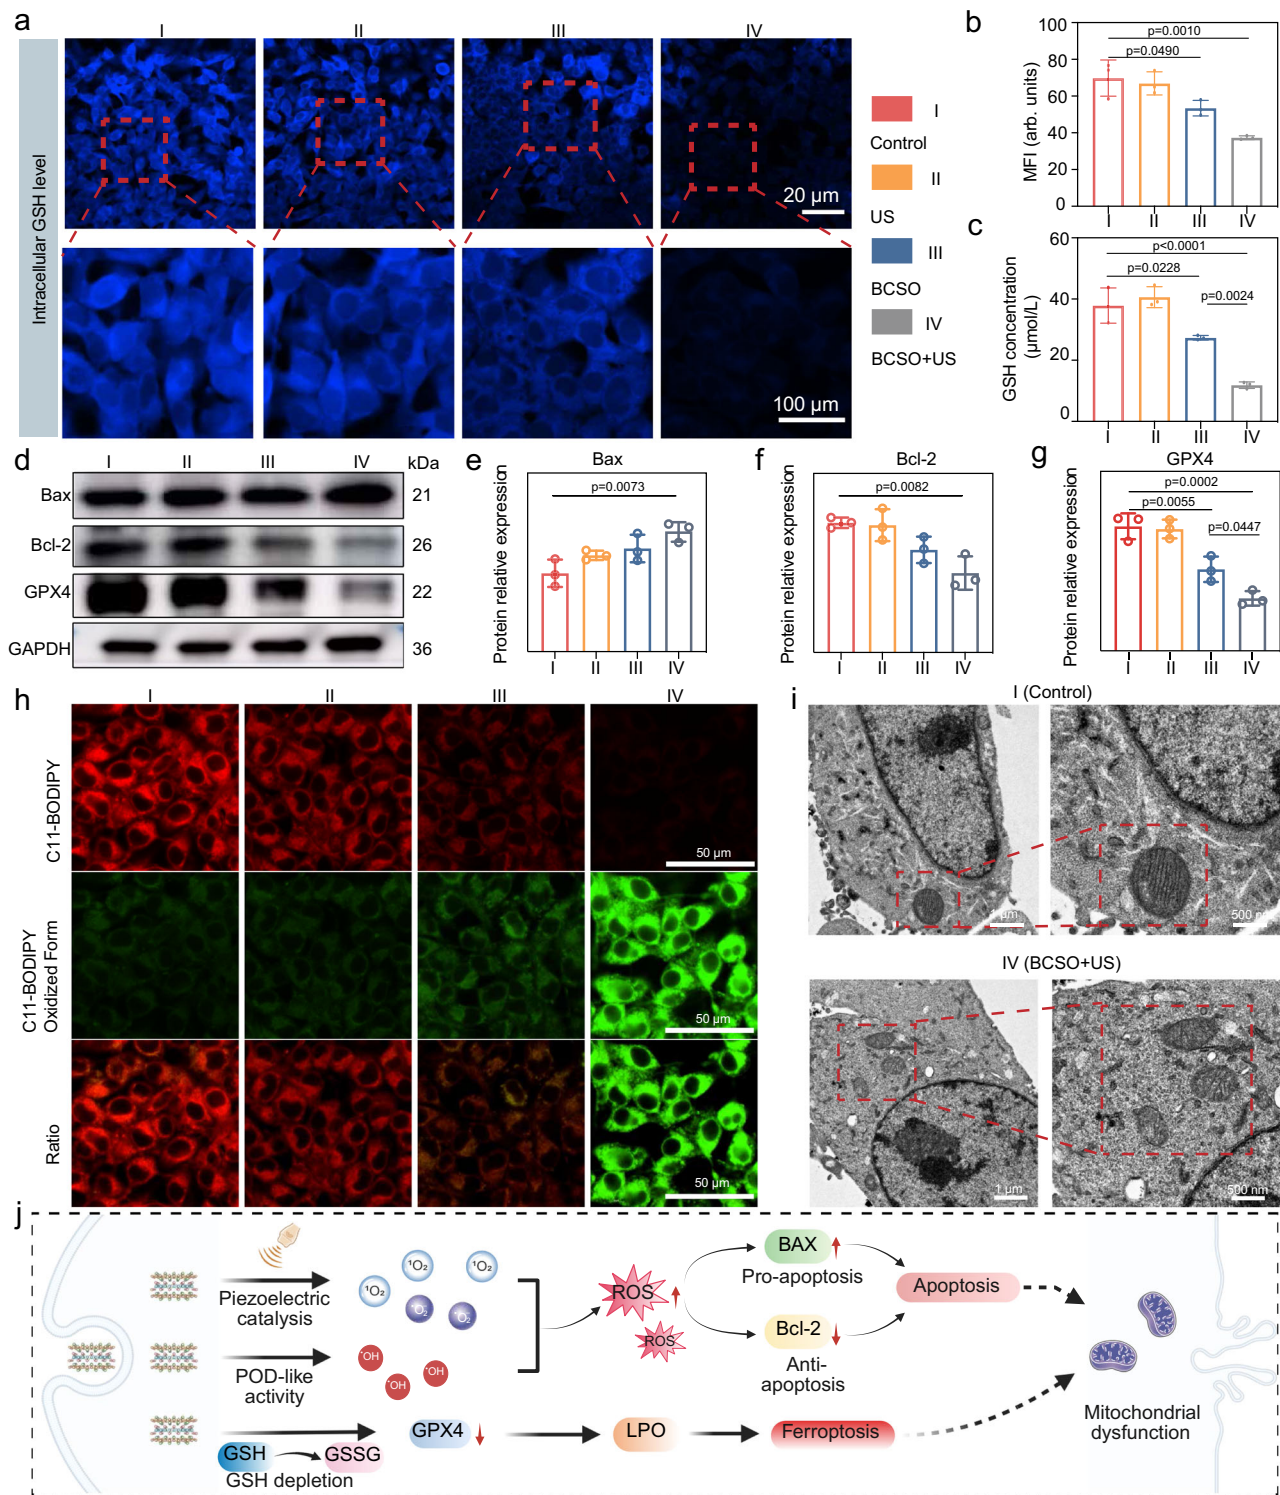 a
I
II
III
IV
Intracellular GSH level
20 µm
100 µm
I
Control
II
US
III
BCSO
IV
BCSO+US
b
MFI (arb. units)
100
80
60
40
20
0
p=0.0010
p=0.0490
I
II
III
IV
c
GSH concentration
(µmol/L)
60
40
20
0
p<0.0001
p=0.0228
p=0.0024
I
II
III
IV
d
I
II
III
IV
kDa
Bax
21
Bcl-2
26
GPX4
22
GAPDH
36
e
Bax
Protein relative expression
p=0.0073
I
II
III
IV
f
Bcl-2
Protein relative expression
p=0.0082
I
II
III
IV
g
GPX4
Protein relative expression
p=0.0002
p=0.0055
p=0.0447
I
II
III
IV
h
I
II
III
IV
C11-BODIPY
50 µm
C11-BODIPY
Oxidized Form
50 µm
Ratio
50 µm
i
I (Control)
1 µm
500 nm
IV (BCSO+US)
1 µm
500 nm
j
Piezoelectric
catalysis
¹O₂
¹O₂
¹O₂
O₂
O₂
POD-like
activity
·OH
·OH
·OH
ROS
ROS
BAX
Pro-apoptosis
Bcl-2
Anti-
apoptosis
Apoptosis
GSH
GSSG
GSH depletion
GPX4
LPO
Ferroptosis
Mitochondrial
dysfunction